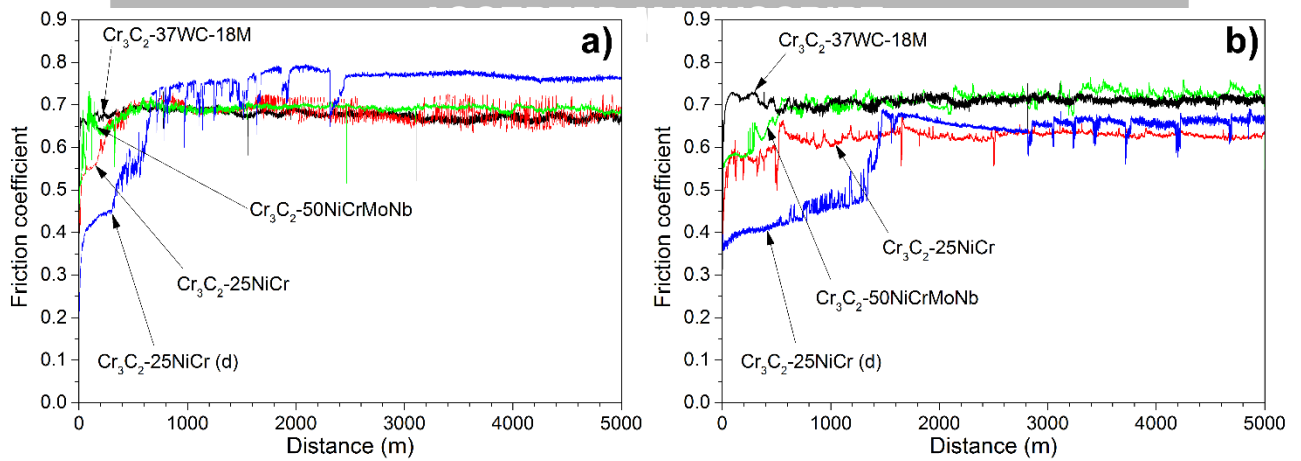 a)
Cr₃C₂-37WC-18M
Cr₃C₂-50NiCrMoNb
Cr₃C₂-25NiCr
Cr₃C₂-25NiCr (d)
Friction coefficient
0.9
0.8
0.7
0.6
0.5
0.4
0.3
0.2
0.1
0.0
0 1000 2000 3000 4000 5000
Distance (m)
b)
Cr₃C₂-37WC-18M
Cr₃C₂-25NiCr
Cr₃C₂-50NiCrMoNb
Cr₃C₂-25NiCr (d)
Friction coefficient
0.9
0.8
0.7
0.6
0.5
0.4
0.3
0.2
0.1
0.0
0 1000 2000 3000 4000 5000
Distance (m)